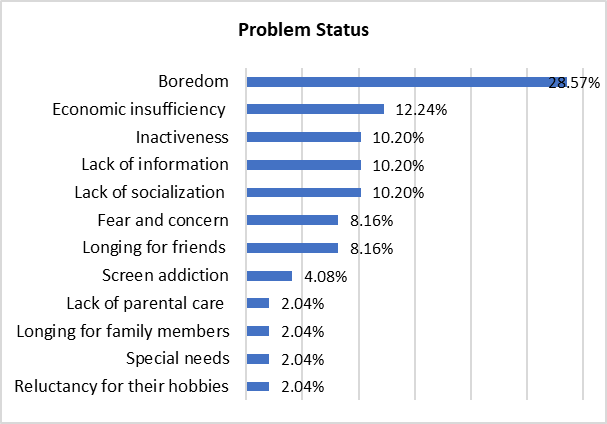 Problem Status
Boredom 28.57%
Economic insufficiency 12.24%
Inactiveness 10.20%
Lack of information 10.20%
Lack of socialization 10.20%
Fear and concern 8.16%
Longing for friends 8.16%
Screen addiction 4.08%
Lack of parental care 2.04%
Longing for family members 2.04%
Special needs 2.04%
Reluctancy for their hobbies 2.04%